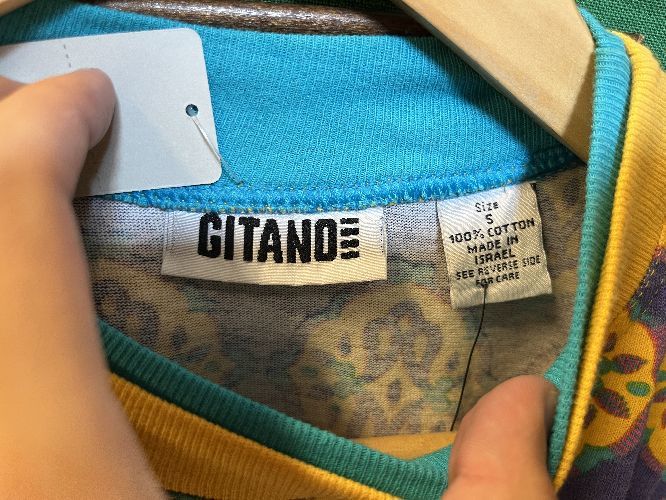 GITANO
Size
S
100% COTTON
MADE IN
ISRAEL
SEE REVERSE SIDE
FOR CARE